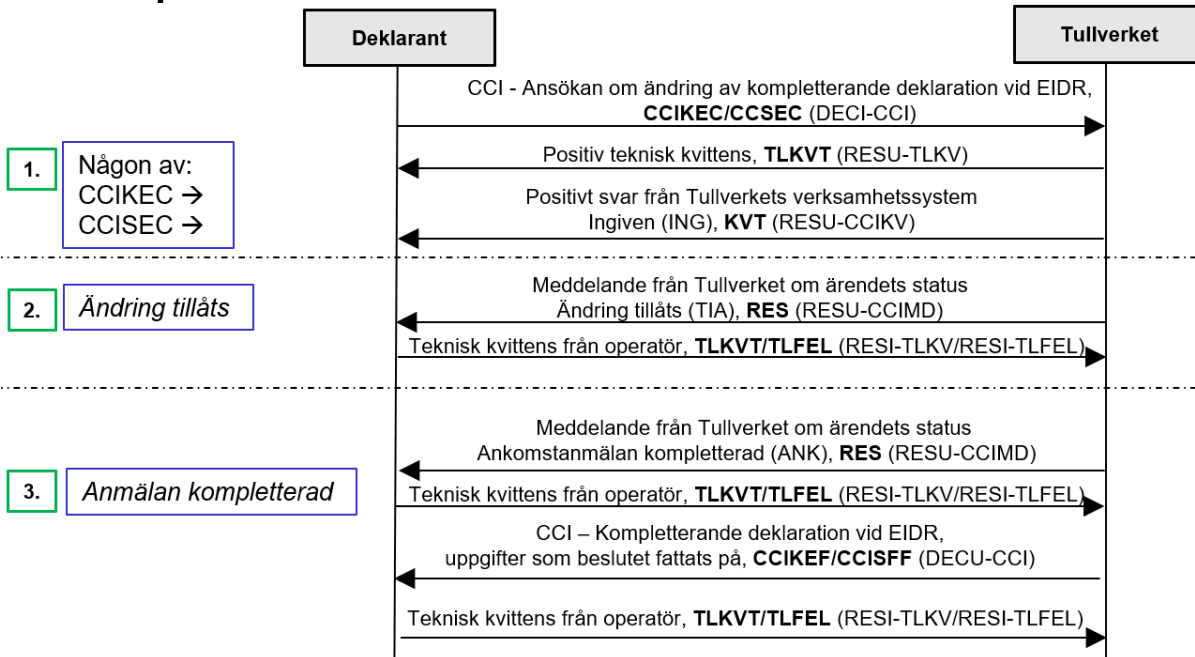 Deklarant
Tullverket
CCI - Ansökan om ändring av kompletterande deklaration vid EIDR,
CCIKEC/CCSEC (DECI-CCI)
1.
Någon av:
CCIKEC →
CCISEC →
Positiv teknisk kvittens, TLKVT (RESU-TLKV)
Positivt svar från Tullverkets verksamhetssystem
Ingiven (ING), KVT (RESU-CCIKV)
2.
Ändring tillåts
Meddelande från Tullverket om ärendets status
Ändring tillåts (TIA), RES (RESU-CCIMD)
Teknisk kvittens från operatör, TLKVT/TLFEL (RESI-TLKV/RESI-TLFEL)
3.
Anmälan kompletterad
Meddelande från Tullverket om ärendets status
Ankomstanmälan kompletterad (ANK), RES (RESU-CCIMD)
Teknisk kvittens från operatör, TLKVT/TLFEL (RESI-TLKV/RESI-TLFEL)
CCI – Kompletterande deklaration vid EIDR,
uppgifter som beslutet fattats på, CCIKEF/CCISFF (DECU-CCI)
Teknisk kvittens från operatör, TLKVT/TLFEL (RESI-TLKV/RESI-TLFEL)